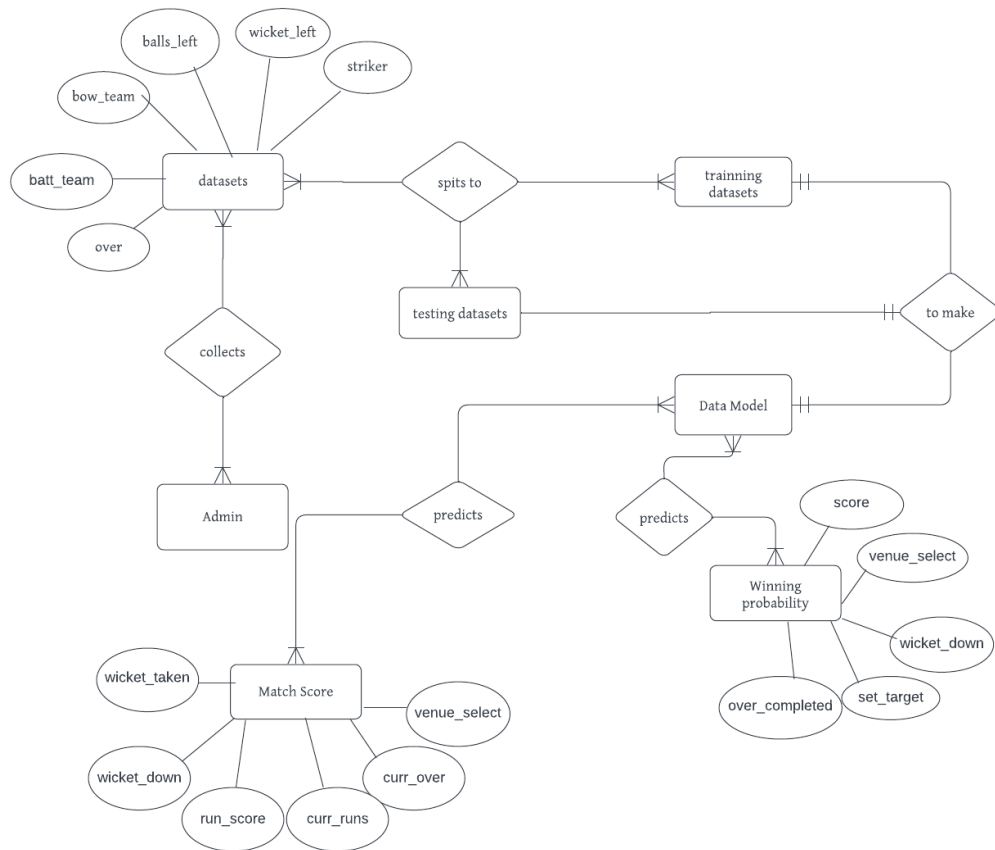 wicket_left
balls_left
striker
bow_team
batt_team
datasets
spits to
trainning
datasets
over
testing datasets
to make
collects
Data Model
Admin
predicts
predicts
score
venue_select
Winning
probability
wicket_down
wicket_taken
Match Score
over_completed
set_target
venue_select
wicket_down
curr_over
run_score
curr_runs